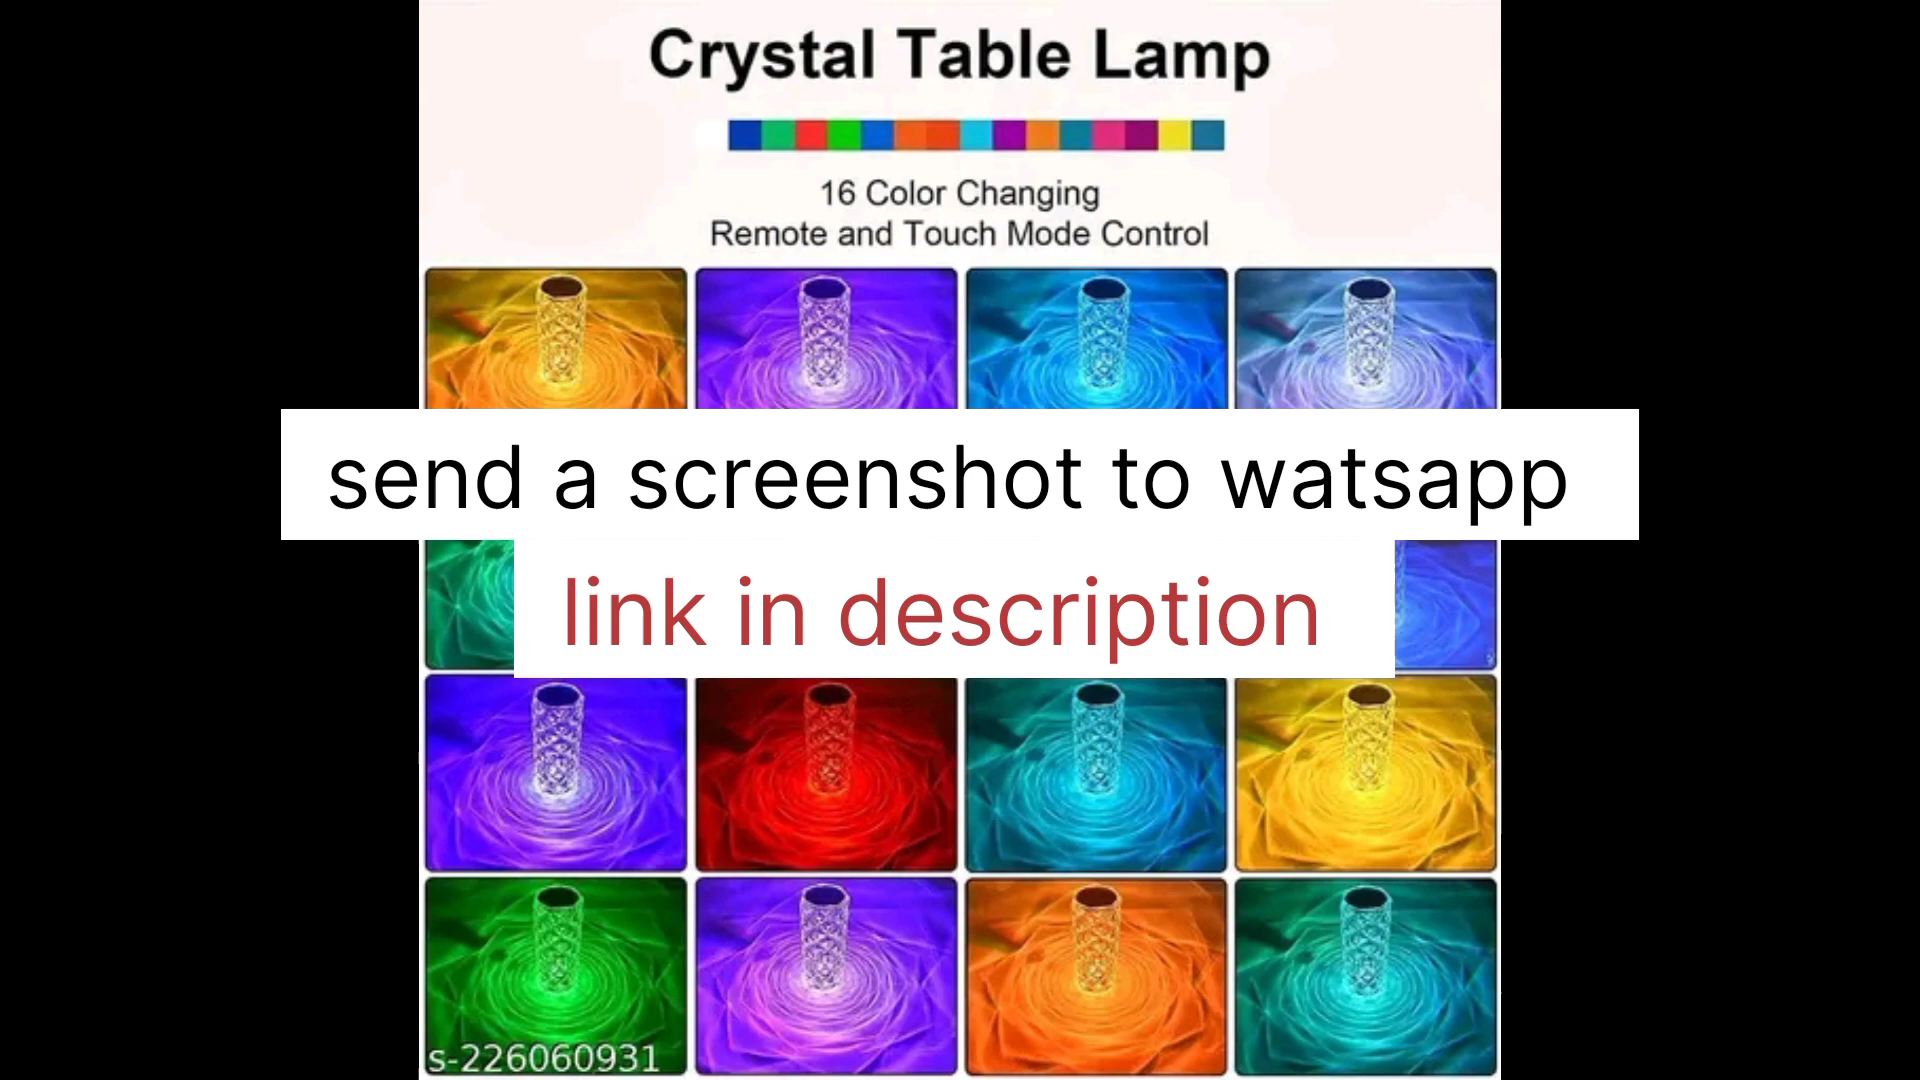 Crystal Table Lamp
16 Color Changing
Remote and Touch Mode Control
send a screenshot to watsapp
link in description
s-226060931